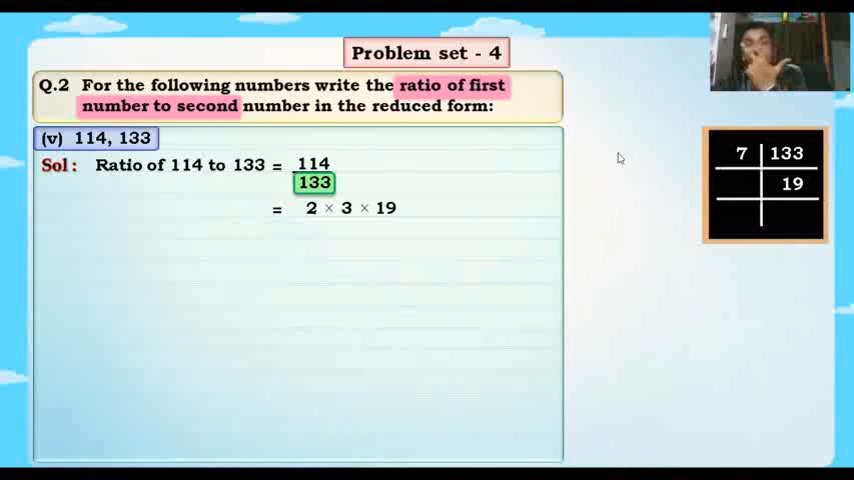 Problem set - 4
Q.2 For the following numbers write the ratio of first
number to second number in the reduced form:
(v) 114, 133
Sol : Ratio of 114 to 133 = 114
133
= 2 × 3 × 19
7 133
19